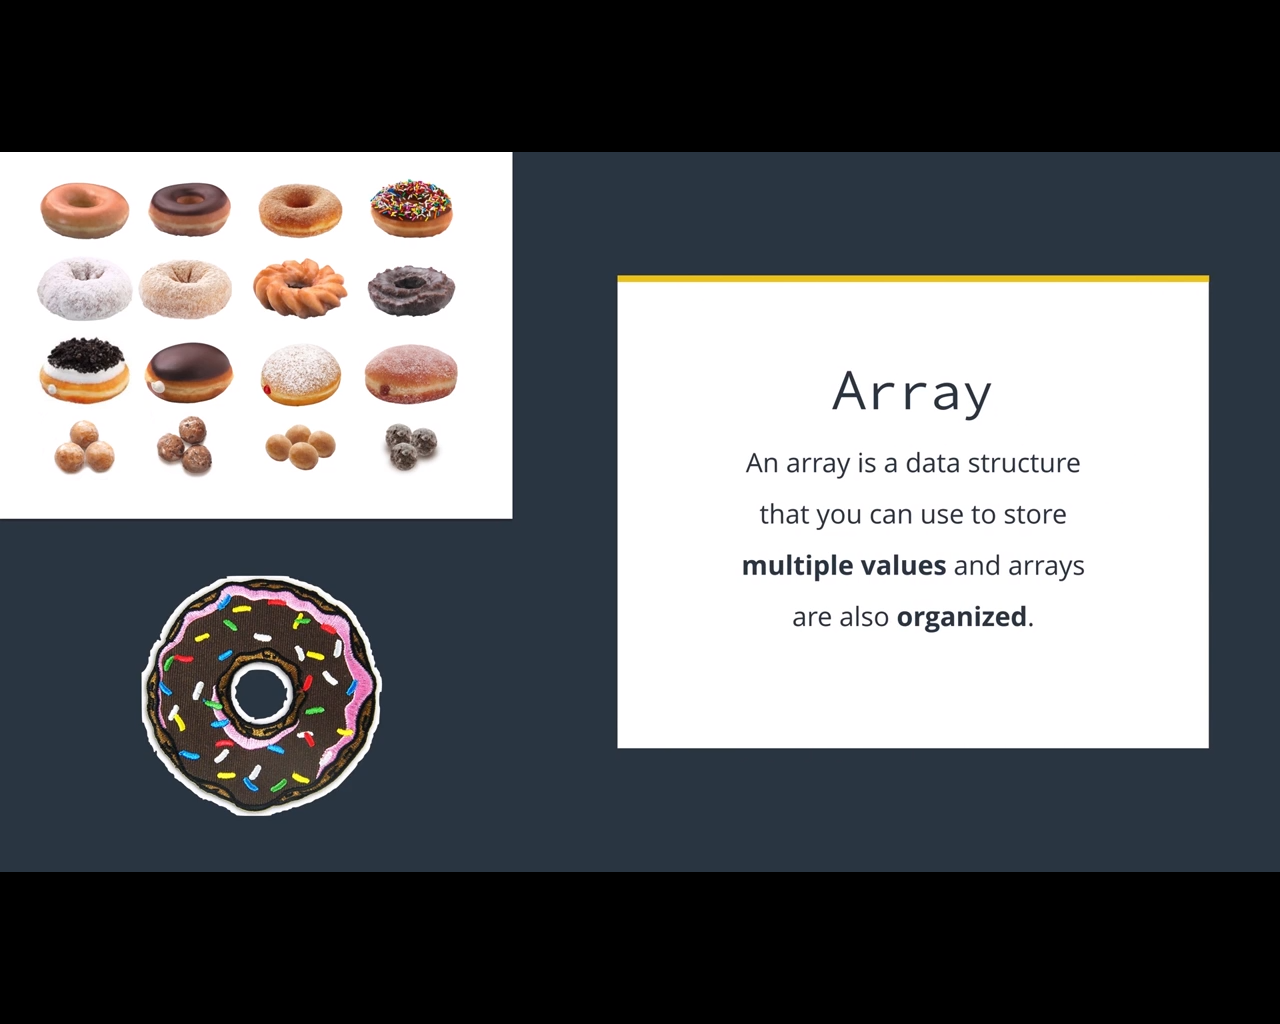 Array
An array is a data structure
that you can use to store
multiple values and arrays
are also organized.